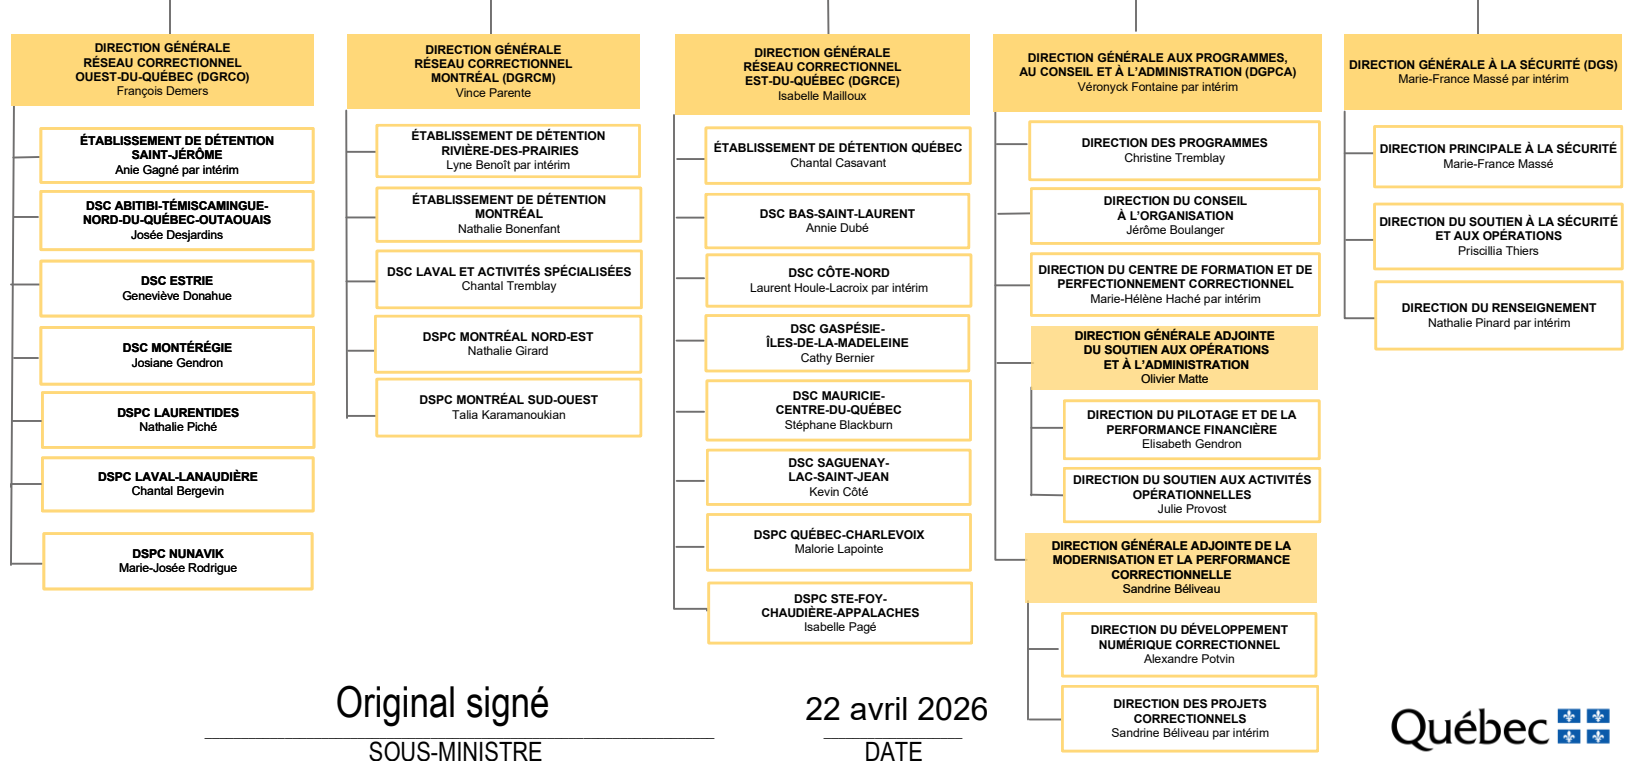 DIRECTION GÉNÉRALE
RÉSEAU CORRECTIONNEL
OUEST-DU-QUÉBEC (DGRCO)
François Demers
ÉTABLISSEMENT DE DÉTENTION
SAINT-JÉRÔME
Anie Gagné par intérim
DSC ABITIBI-TÉMISCAMINGUE-
NORD-DU-QUÉBEC-OUTAOUAIS
Josée Desjardins
DSC ESTRIE
Geneviève Donahue
DSC MONTÉRÉGIE
Josiane Gendron
DSPC LAURENTIDES
Nathalie Piché
DSPC LAVAL-LANAUDIÈRE
Chantal Bergevin
DSPC NUNAVIK
Marie-Josée Rodrigue
DIRECTION GÉNÉRALE
RÉSEAU CORRECTIONNEL
MONTRÉAL (DGRCM)
Vince Parente
ÉTABLISSEMENT DE DÉTENTION
RIVIÈRE-DES-PRAIRIES
Lyne Benoît par intérim
ÉTABLISSEMENT DE DÉTENTION
MONTRÉAL
Nathalie Bonenfant
DSC LAVAL ET ACTIVITÉS SPÉCIALISÉES
Chantal Tremblay
DSPC MONTRÉAL NORD-EST
Nathalie Girard
DSPC MONTRÉAL SUD-OUEST
Talia Karamanoukian
DIRECTION GÉNÉRALE
RÉSEAU CORRECTIONNEL
EST-DU-QUÉBEC (DGRCE)
Isabelle Mailloux
ÉTABLISSEMENT DE DÉTENTION QUÉBEC
Chantal Casavant
DSC BAS-SAINT-LAURENT
Annie Dubé
DSC CÔTE-NORD
Laurent Houle-Lacroix par intérim
DSC GASPÉSIE-
ÎLES-DE-LA-MADELEINE
Cathy Bernier
DSC MAURICIE-
CENTRE-DU-QUÉBEC
Stéphane Blackburn
DSC SAGUENAY-
LAC-SAINT-JEAN
Kevin Côté
DSPC QUÉBEC-CHARLEVOIX
Malorie Lapointe
DSPC STE-FOY-
CHAUDIÈRE-APPALACHES
Isabelle Pagé
DIRECTION GÉNÉRALE AUX PROGRAMMES,
AU CONSEIL ET À L'ADMINISTRATION (DGPCA)
Véronyck Fontaine par intérim
DIRECTION DES PROGRAMMES
Christine Tremblay
DIRECTION DU CONSEIL
À L'ORGANISATION
Jérôme Boulanger
DIRECTION DU CENTRE DE FORMATION ET DE
PERFECTIONNEMENT CORRECTIONNEL
Marie-Hélène Haché par intérim
DIRECTION GÉNÉRALE ADJOINTE
DU SOUTIEN AUX OPÉRATIONS
ET À L'ADMINISTRATION
Olivier Matte
DIRECTION DU PILOTAGE ET DE LA
PERFORMANCE FINANCIÈRE
Elisabeth Gendron
DIRECTION DU SOUTIEN AUX ACTIVITÉS
OPÉRATIONNELLES
Julie Provost
DIRECTION GÉNÉRALE ADJOINTE DE LA
MODERNISATION ET LA PERFORMANCE
CORRECTIONNELLE
Sandrine Béliveau
DIRECTION DU DÉVELOPPEMENT
NUMÉRIQUE CORRECTIONNEL
Alexandre Potvin
DIRECTION DES PROJETS
CORRECTIONNELS
Sandrine Béliveau par intérim
DIRECTION GÉNÉRALE À LA SÉCURITÉ (DGS)
Marie-France Massé par intérim
DIRECTION PRINCIPALE À LA SÉCURITÉ
Marie-France Massé
DIRECTION DU SOUTIEN À LA SÉCURITÉ
ET AUX OPÉRATIONS
Priscillia Thiers
DIRECTION DU RENSEIGNEMENT
Nathalie Pinard par intérim
Original signé
SOUS-MINISTRE
22 avril 2026
DATE
Québec